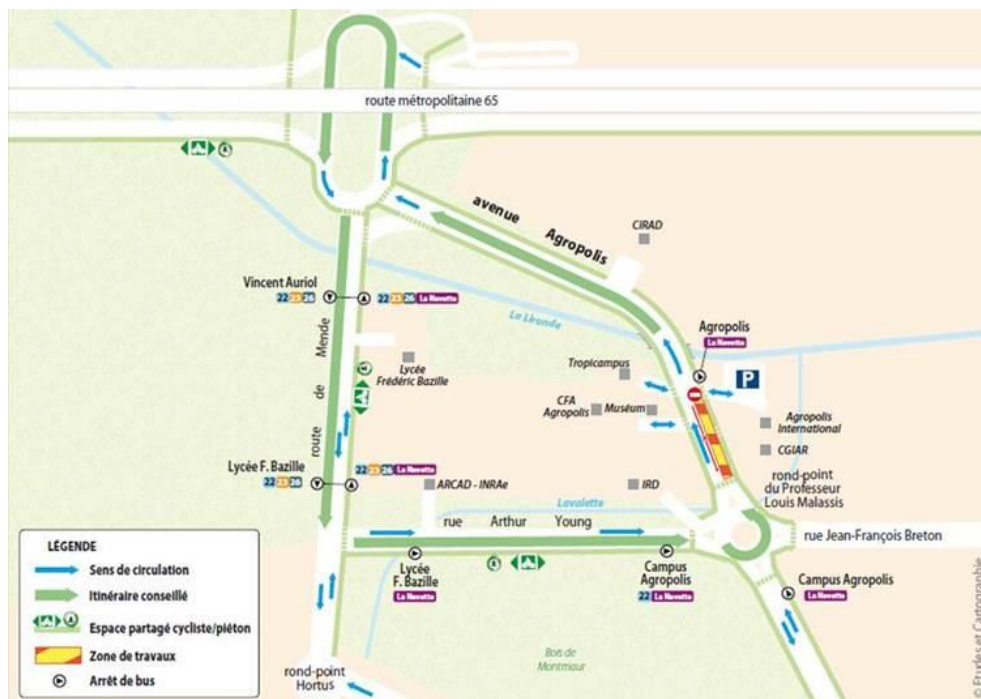 route métropolitaine 65
avenue
Agropolis
CIRAD
Vincent Auriol
22 23 26
22 23 26 La Navette
La Lironde
Agropolis
La Navette
route de Mende
Lycée
Frédéric Bazille
Tropicampus
P
CFA
Agropolis
Muséum
Agropolis
International
CGIAR
Lycée F. Bazille
22 23 26
22 23 26 La Navette
ARCAD - INRAe
IRD
rond-point
du Professeur
Louis Malassis
Lavalette
rue Arthur Young
rue Jean-François Breton
Lycée
F. Bazille
La Navette
Campus
Agropolis
22 La Navette
Campus Agropolis
La Navette
Bois de
Montmaur
rond-point
Hortus
LÉGENDE
Sens de circulation
Itinéraire conseillé
Espace partagé cycliste/piéton
Zone de travaux
Arrêt de bus
© Etudes et Cartographie